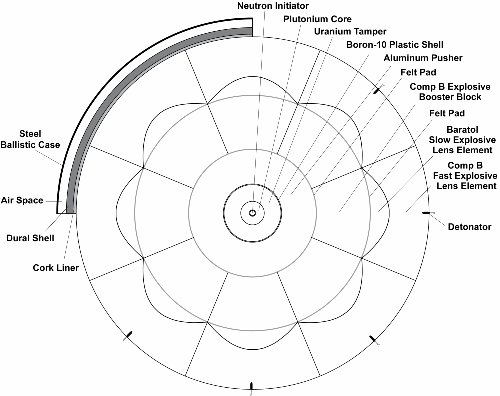 Neutron Initiator
Plutonium Core
Uranium Tamper
Boron-10 Plastic Shell
Aluminum Pusher
Felt Pad
Comp B Explosive
Booster Block
Felt Pad
Baratol
Slow Explosive
Lens Element
Comp B
Fast Explosive
Lens Element
Detonator
Steel
Ballistic Case
Air Space
Dural Shell
Cork Liner